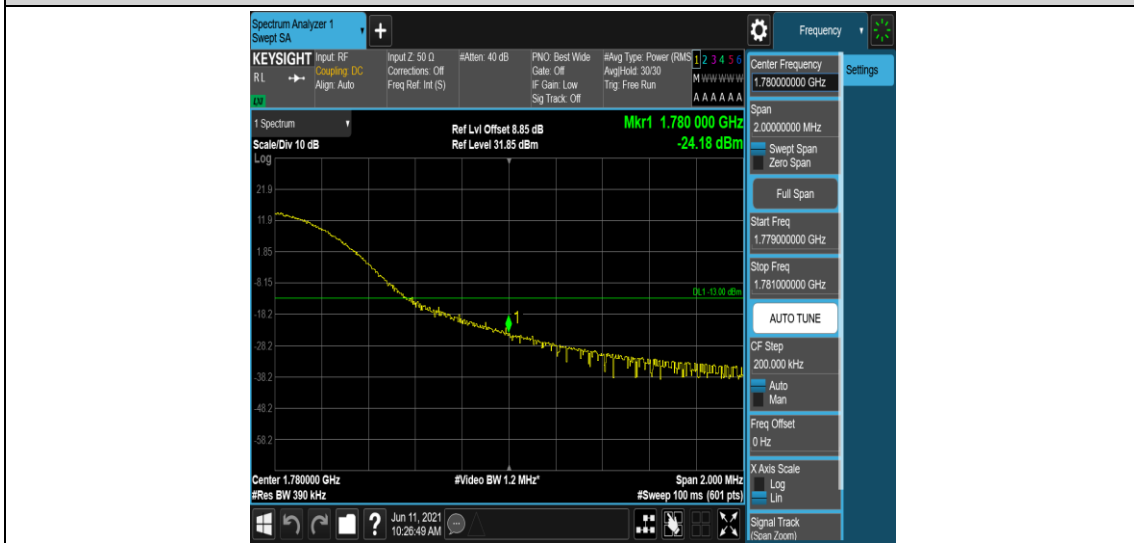 Spectrum Analyzer 1
Swept SA
+
Frequency
KEYSIGHT
RL
Input: RF
Coupling: DC
Align: Auto
Input Z: 50 Ω
Corrections: Off
Freq Ref: Int (S)
#Atten: 40 dB
PNO: Best Wide
Gate: Off
IF Gain: Low
Sig Track: Off
#Avg Type: Power (RMS
Avg|Hold: 30/30
Trig: Free Run
1 2 3 4 5 6
M W W W W W
A A A A A A
1 Spectrum
Scale/Div 10 dB
Log
Ref Lvl Offset 8.85 dB
Ref Level 31.85 dBm
Mkr1 1.780 000 GHz
-24.18 dBm
21.9
11.9
1.85
-8.15
-18.2
-28.2
-38.2
-48.2
-58.2
DL1 -13.00 dBm
1
Center 1.780000 GHz
#Res BW 390 kHz
#Video BW 1.2 MHz*
Span 2.000 MHz
#Sweep 100 ms (601 pts)
Center Frequency
1.780000000 GHz
Settings
Span
2.00000000 MHz
Swept Span
Zero Span
Full Span
Start Freq
1.779000000 GHz
Stop Freq
1.781000000 GHz
AUTO TUNE
CF Step
200.000 kHz
Auto
Man
Freq Offset
0 Hz
X Axis Scale
Log
Lin
Signal Track
(Span Zoom)
?
Jun 11, 2021
10:26:49 AM